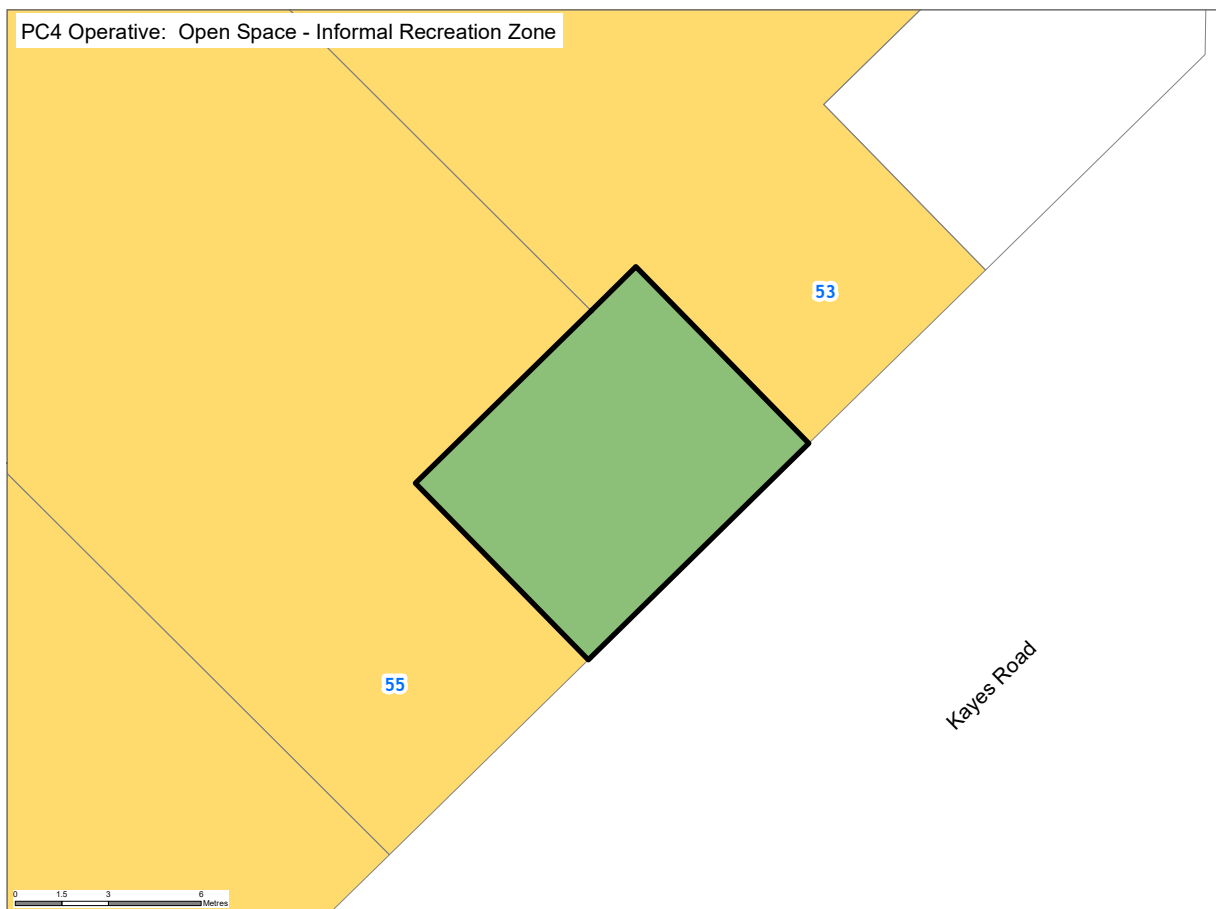 PC4 Operative:  Open Space - Informal Recreation Zone
53
55
Kayes Road
0 1.5 3 6
Metres